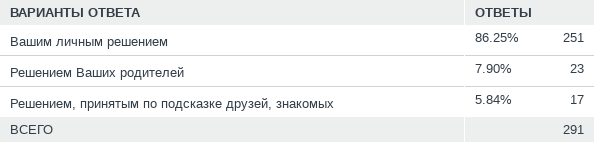 ВАРИАНТЫ ОТВЕТА ОТВЕТЫ
Вашим личным решением 86.25% 251
Решением Ваших родителей 7.90% 23
Решением, принятым по подсказке друзей, знакомых 5.84% 17
ВСЕГО 291